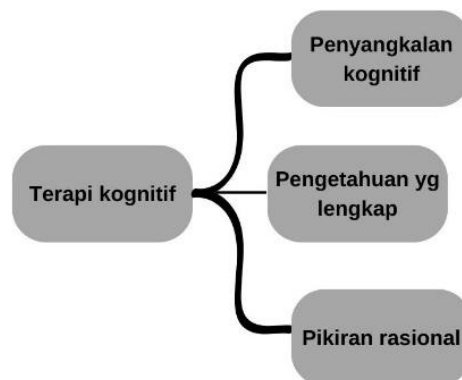 Penyangkalan
kognitif
Terapi kognitif
Pengetahuan yg
lengkap
Pikiran rasional